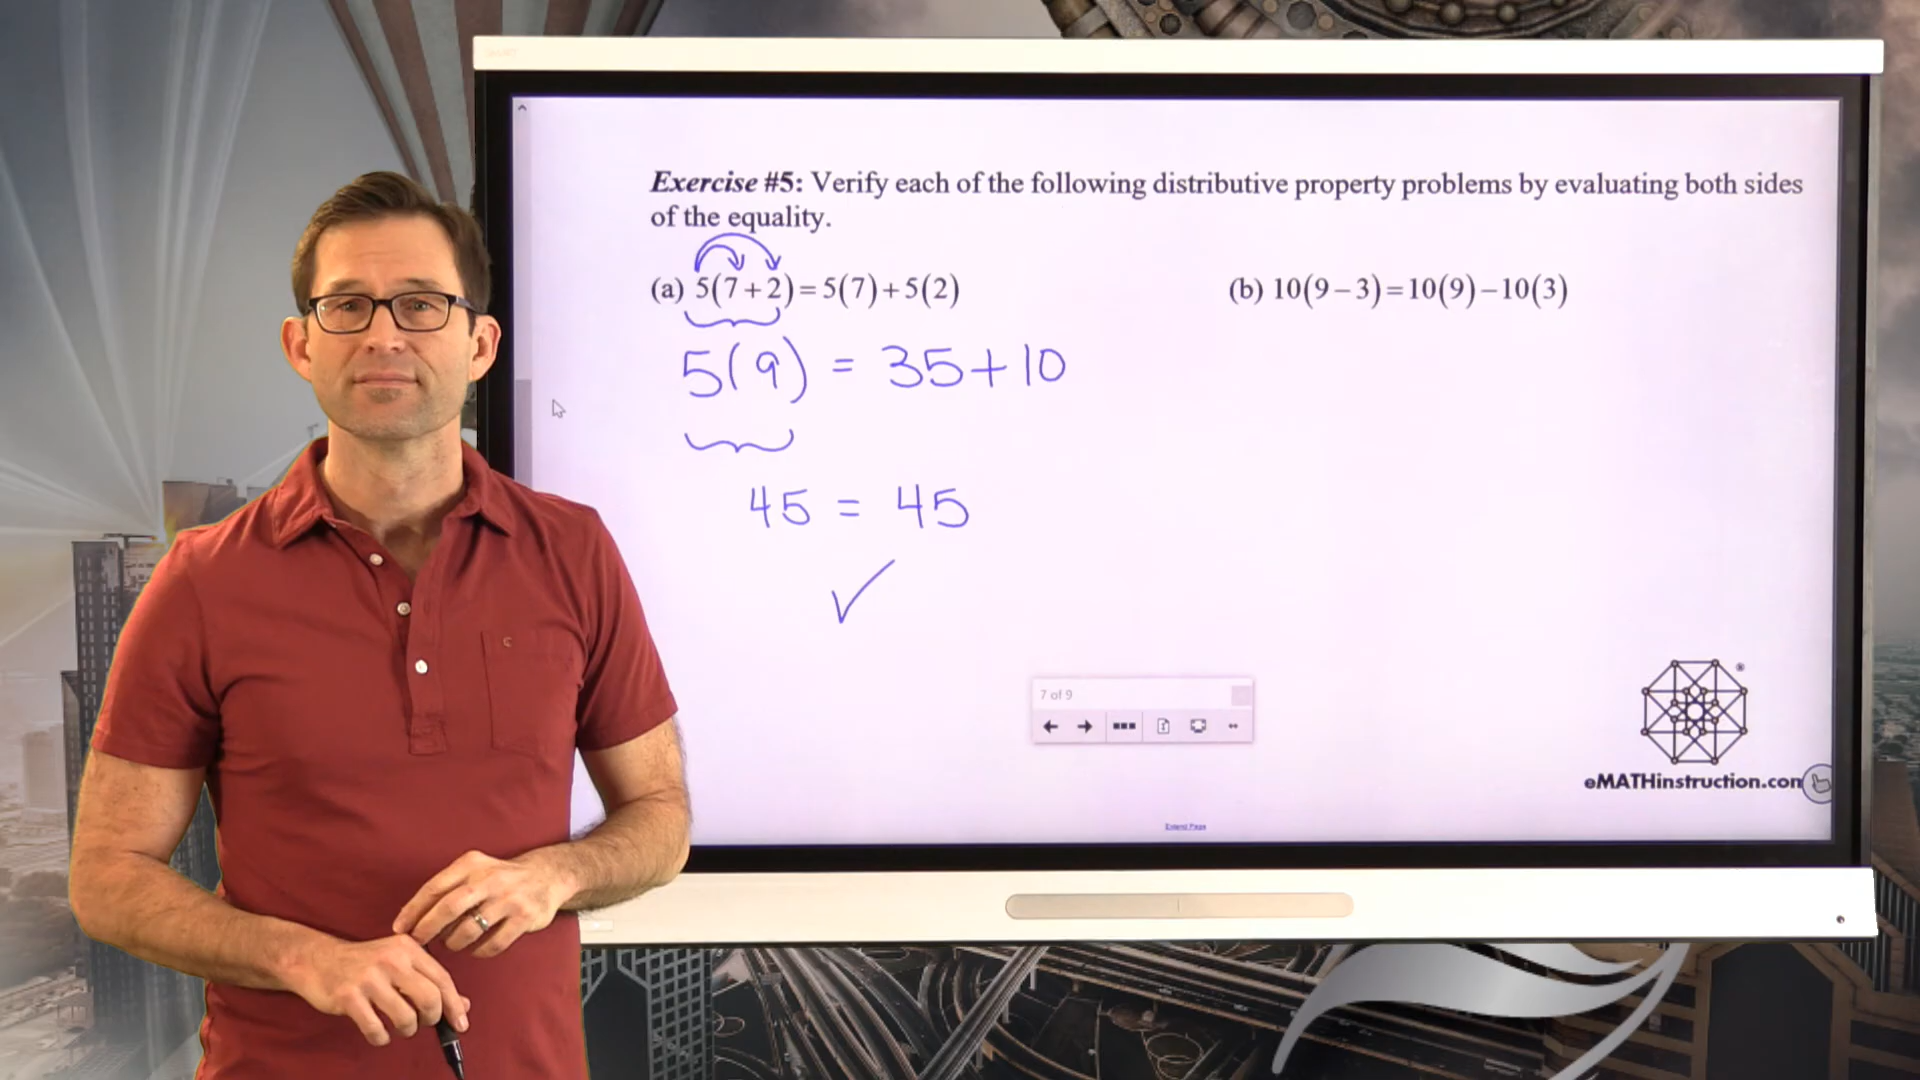 Exercise #5: Verify each of the following distributive property problems by evaluating both sides
of the equality.
(a) 5(7+2)=5(7)+5(2)
(b) 10(9−3)=10(9)−10(3)
5(9) = 35+10
45 = 45
✓
7 of 9
®
eMATHinstruction.com
Extend Page